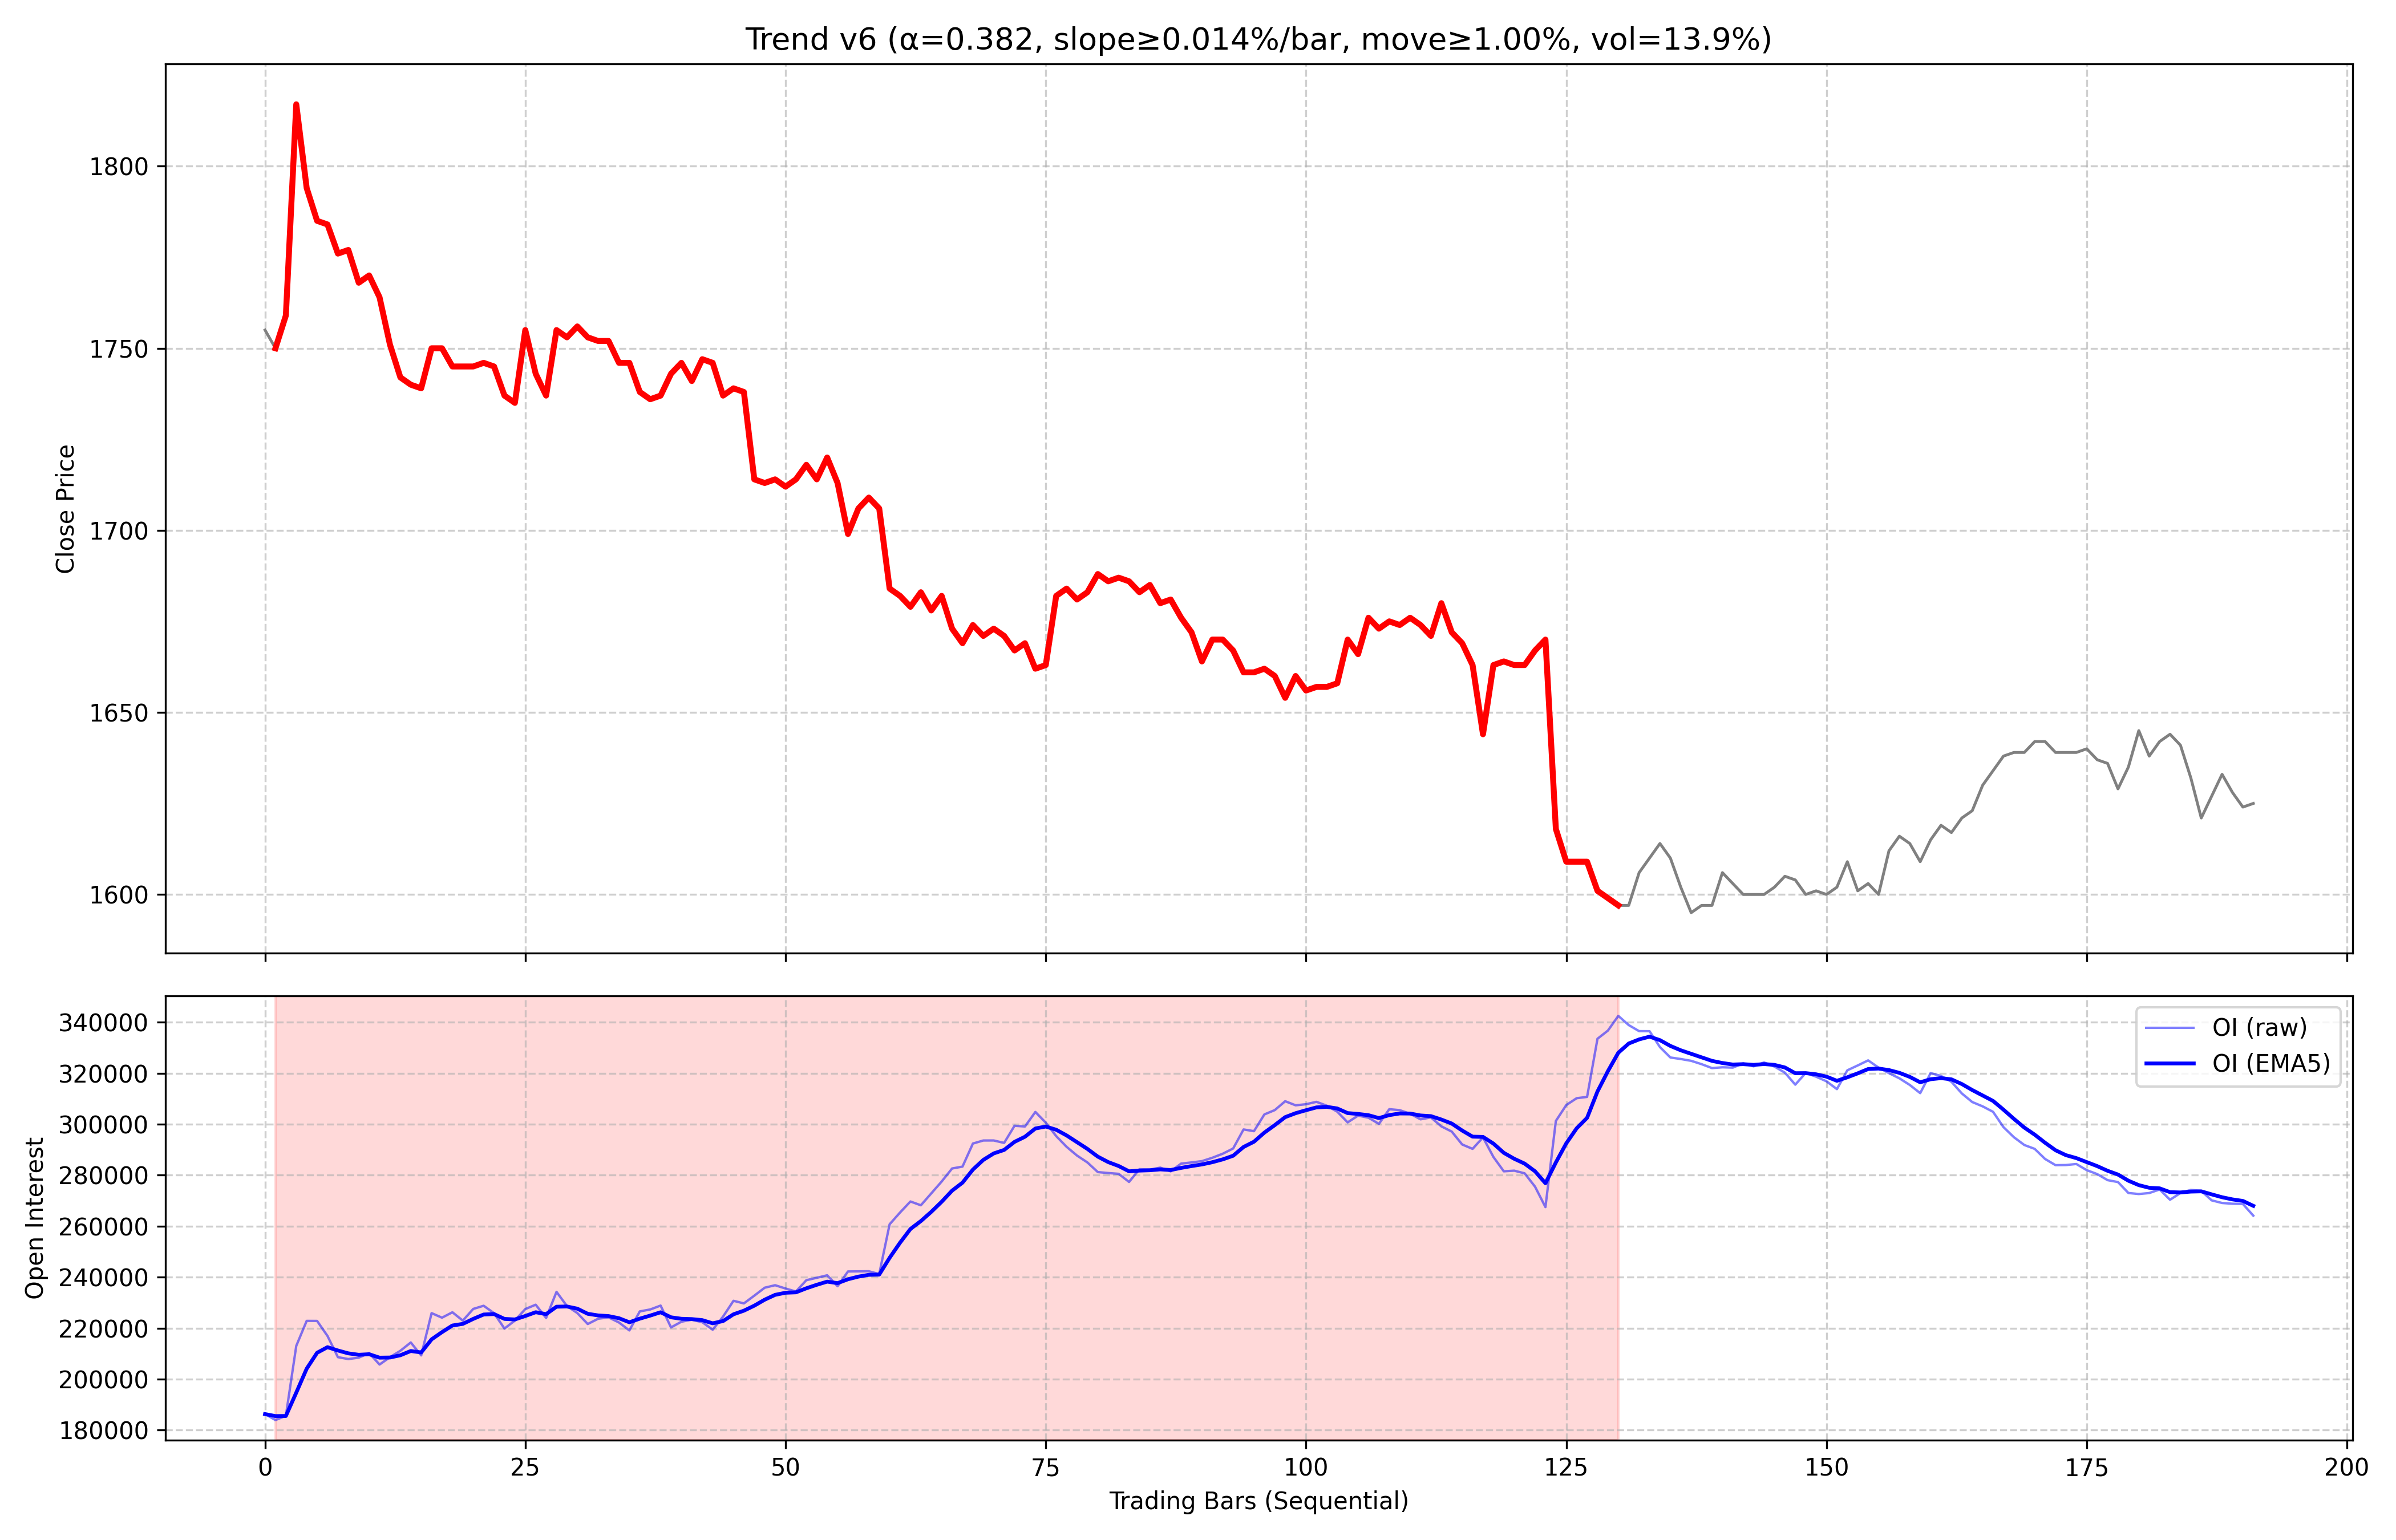 Trend v6 (α=0.382, slope≥0.014%/bar, move≥1.00%, vol=13.9%)
Close Price
1800
1750
1700
1650
1600
Open Interest
340000
320000
300000
280000
260000
240000
220000
200000
180000
OI (raw)
OI (EMA5)
0 25 50 75 100 125 150 175 200
Trading Bars (Sequential)